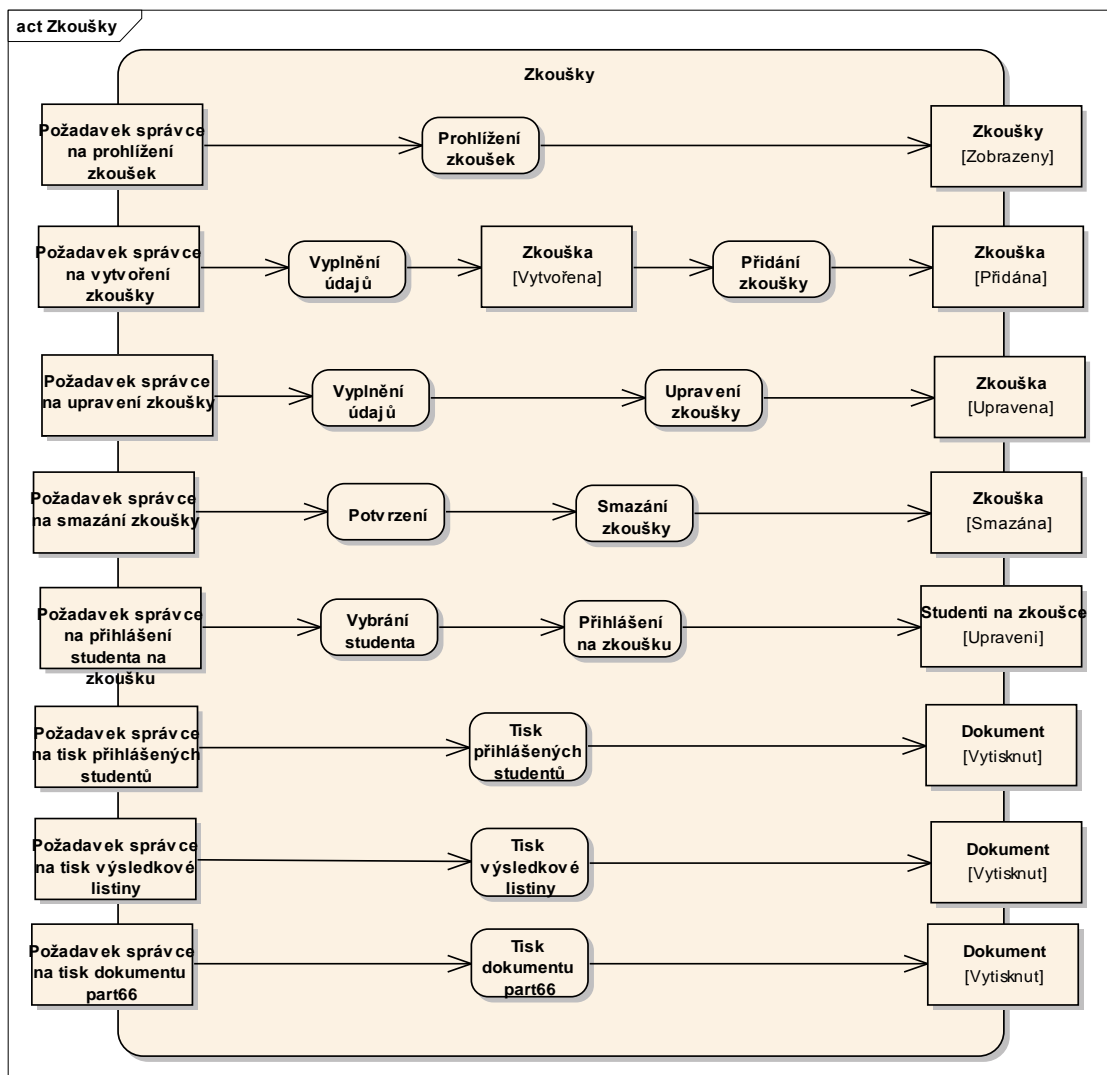 act Zkoušky
Zkoušky
Požadavek správce
na prohlížení
zkoušek
Prohlížení
zkoušek
Zkoušky
[Zobrazeny]
Požadavek správce
na vytvoření
zkoušky
Vyplnění
údajů
Zkouška
[Vytvořena]
Přidání
zkoušky
Zkouška
[Přidána]
Požadavek správce
na upravení zkoušky
Vyplnění
údajů
Upravení
zkoušky
Zkouška
[Upravena]
Požadavek správce
na smazání zkoušky
Potvrzení
Smazání
zkoušky
Zkouška
[Smazána]
Požadavek správce
na přihlášení
studenta na
zkoušku
Vybrání
studenta
Přihlášení
na zkoušku
Studenti na zkoušce
[Upraveni]
Požadavek správce
na tisk přihlášených
studentů
Tisk
přihlášených
studentů
Dokument
[Vytisknut]
Požadavek správce
na tisk výsledkové
listiny
Tisk
výsledkové
listiny
Dokument
[Vytisknut]
Požadavek správce
na tisk dokumentu
part66
Tisk
dokumentu
part66
Dokument
[Vytisknut]